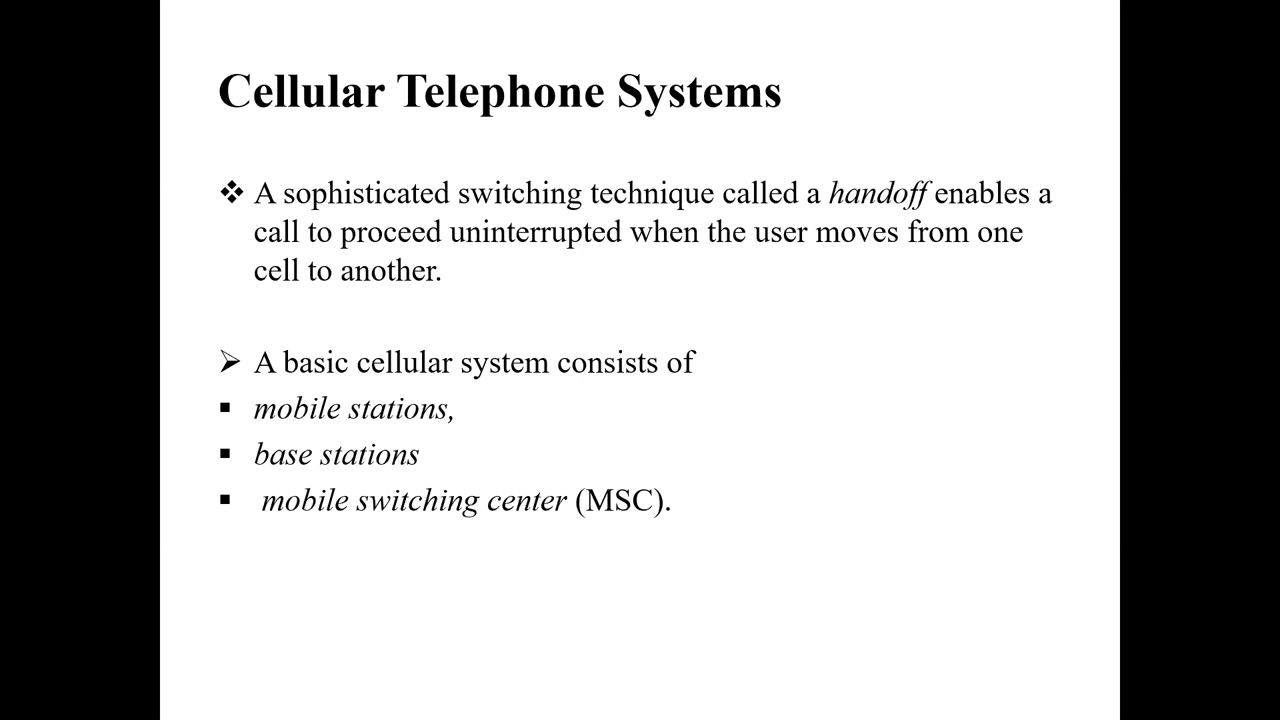 Cellular Telephone Systems
❖ A sophisticated switching technique called a handoff enables a
call to proceed uninterrupted when the user moves from one
cell to another.
➢ A basic cellular system consists of
▪ mobile stations,
▪ base stations
▪ mobile switching center (MSC).